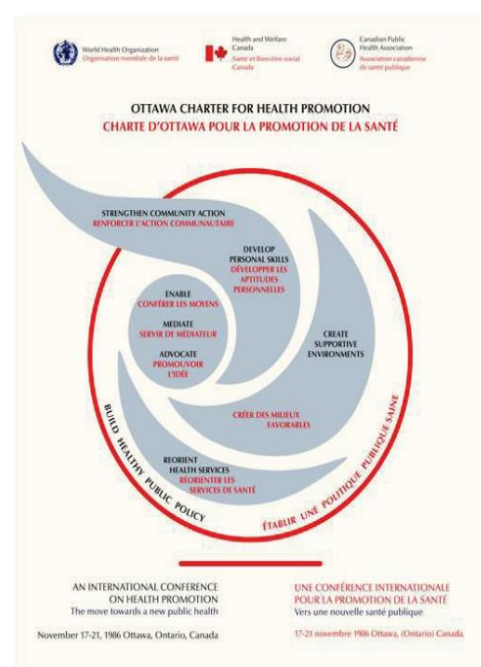 World Health Organization
Organisation mondiale de la santé
Health and Welfare
Canada
Santé et Bien-être social
Canada
Canadian Public
Health Association
Association canadienne
de santé publique
OTTAWA CHARTER FOR HEALTH PROMOTION
CHARTE D'OTTAWA POUR LA PROMOTION DE LA SANTÉ
STRENGTHEN COMMUNITY ACTION
RENFORCER L'ACTION COMMUNAUTAIRE
DEVELOP
PERSONAL SKILLS
DÉVELOPPER LES
APTITUDES
PERSONNELLES
ENABLE
CONFÉRER LES MOYENS
MEDIATE
SERVIR DE MÉDIATEUR
ADVOCATE
PROMOUVOIR
L'IDÉE
CREATE
SUPPORTIVE
ENVIRONMENTS
CRÉER DES MILIEUX
FAVORABLES
REORIENT
HEALTH SERVICES
RÉORIENTER LES
SERVICES DE SANTÉ
BUILD HEALTHY PUBLIC POLICY
ÉTABLIR UNE POLITIQUE PUBLIQUE SAINE
AN INTERNATIONAL CONFERENCE
ON HEALTH PROMOTION
The move towards a new public health
November 17-21, 1986 Ottawa, Ontario, Canada
UNE CONFÉRENCE INTERNATIONALE
POUR LA PROMOTION DE LA SANTÉ
Vers une nouvelle santé publique
17-21 novembre 1986 Ottawa, (Ontario) Canada